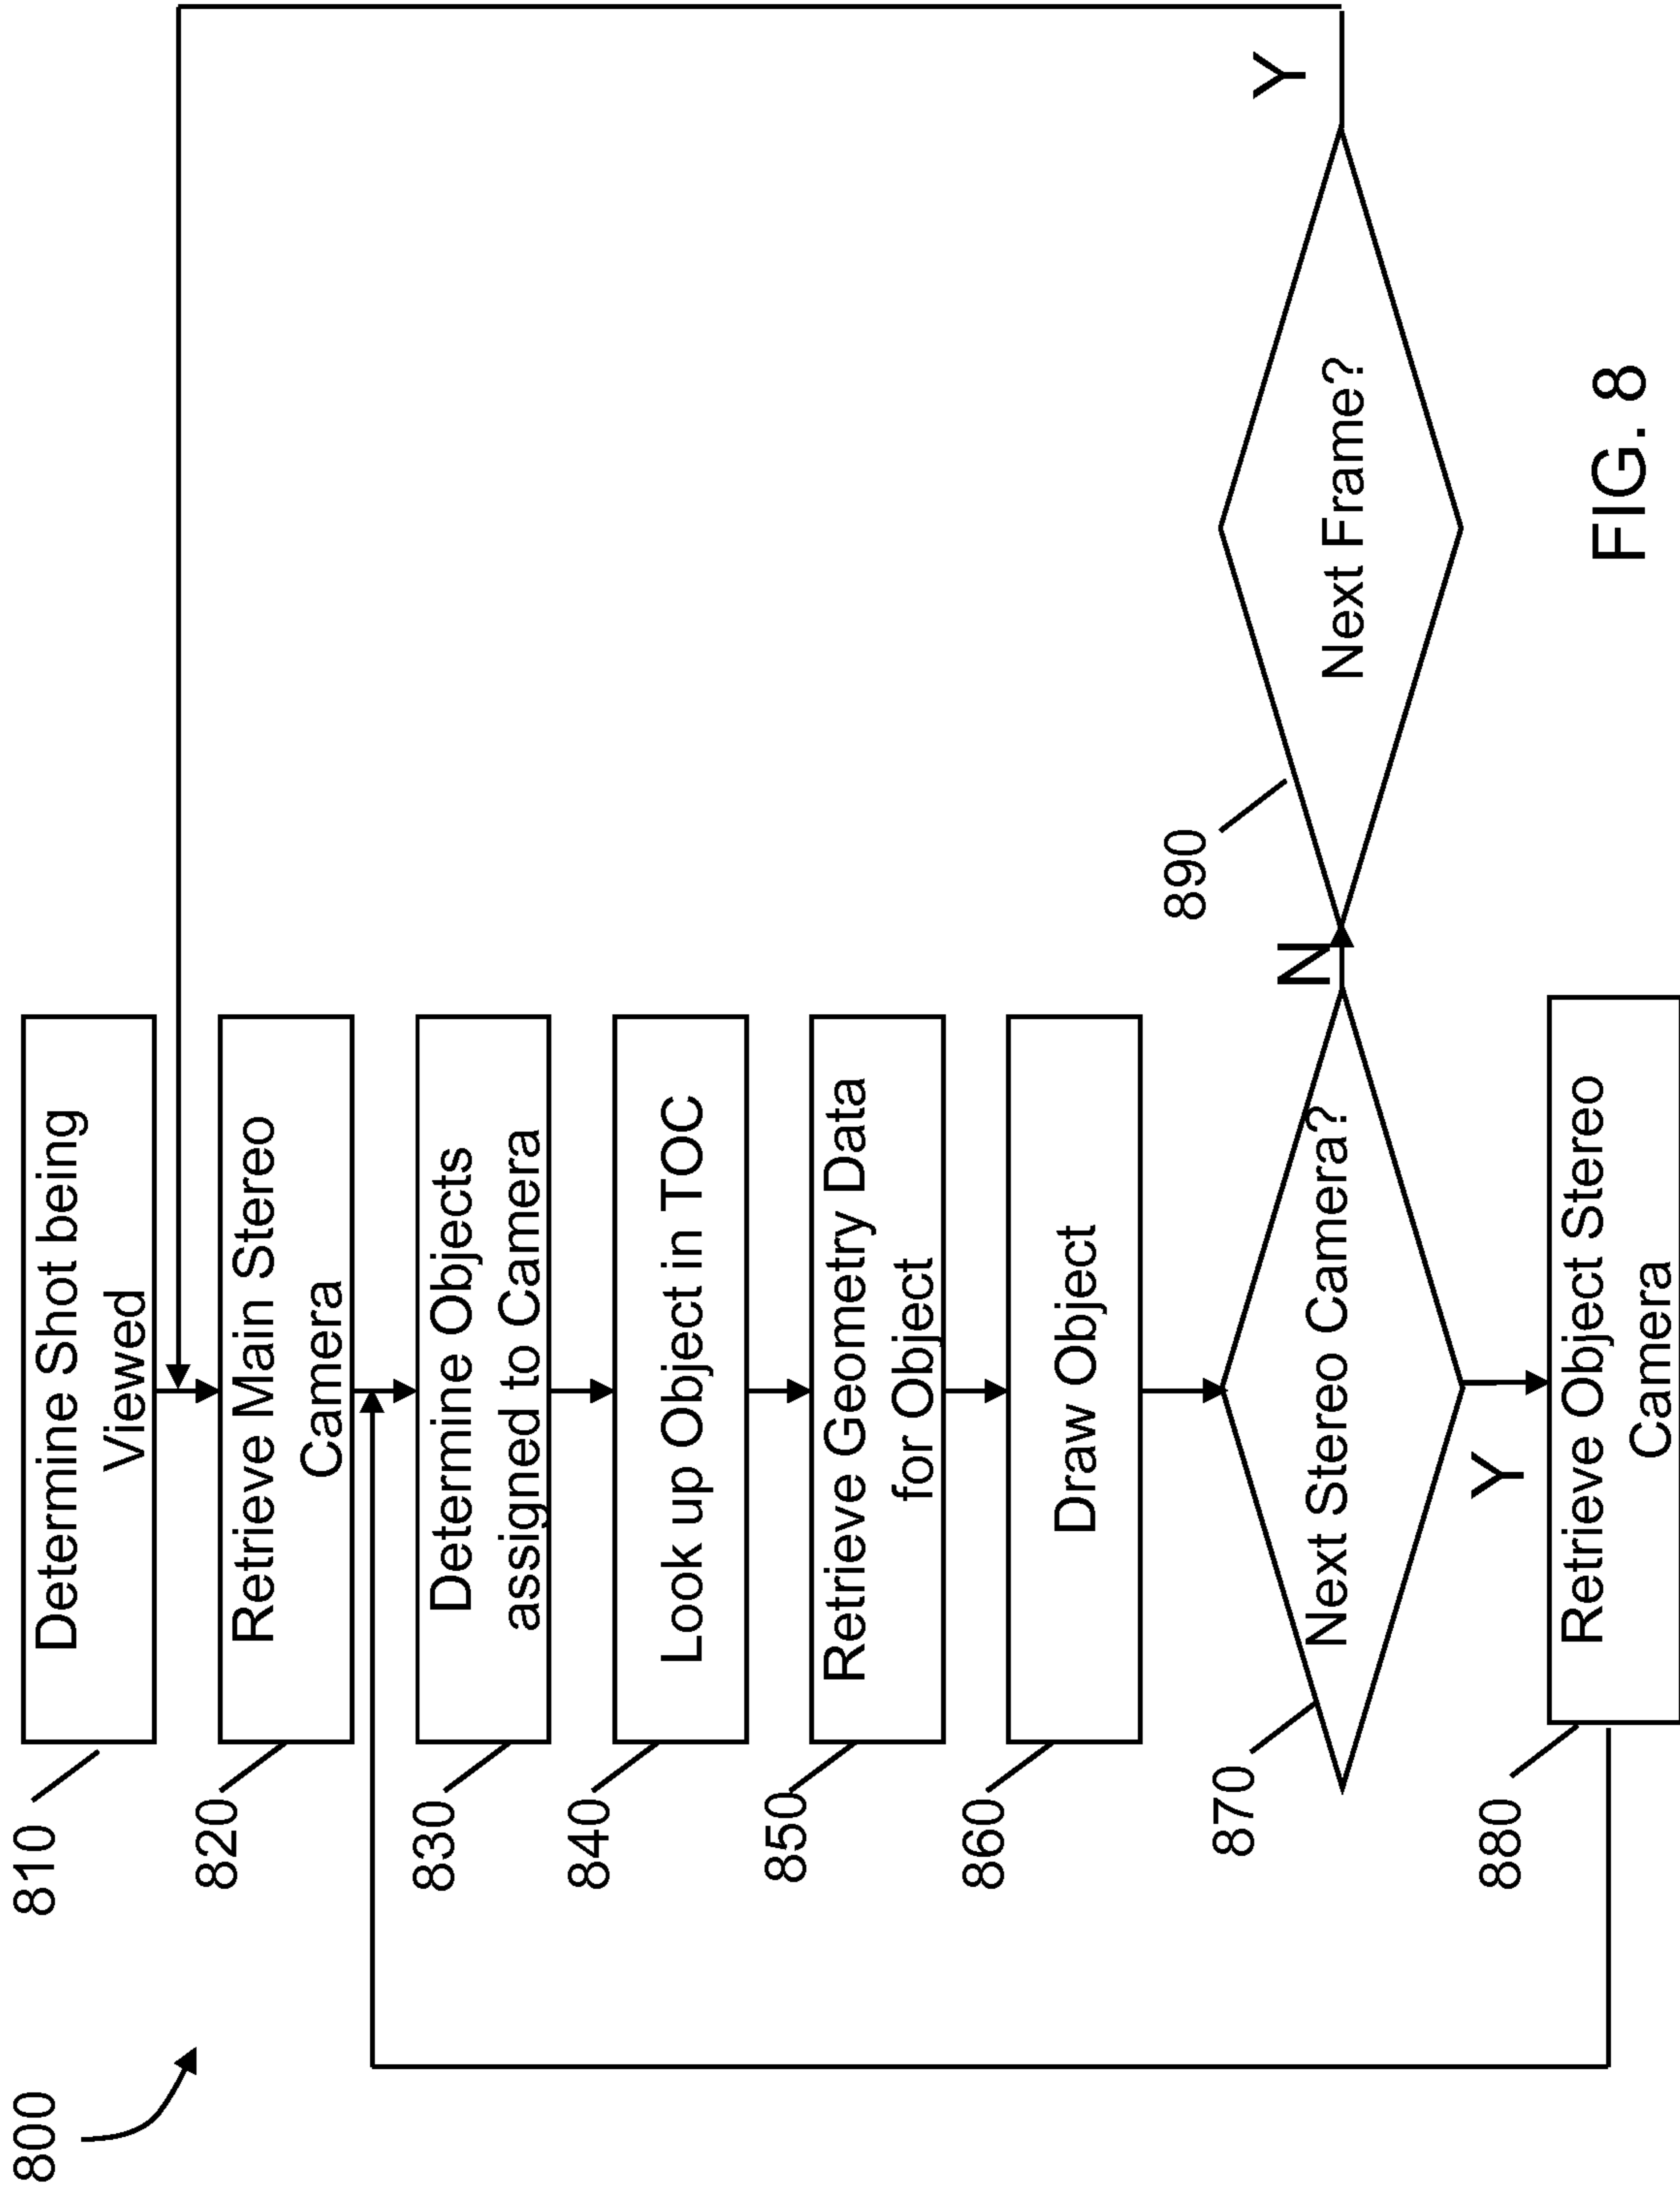 800
810
Determine Shot being
Viewed
820
Retrieve Main Stereo
Camera
830
Determine Objects
assigned to Camera
840
Look up Object in TOC
850
Retrieve Geometry Data
for Object
860
Draw Object
870
Next Stereo Camera?
N
890
Next Frame?
Y
Y
880
Retrieve Object Stereo
Camera
FIG. 8